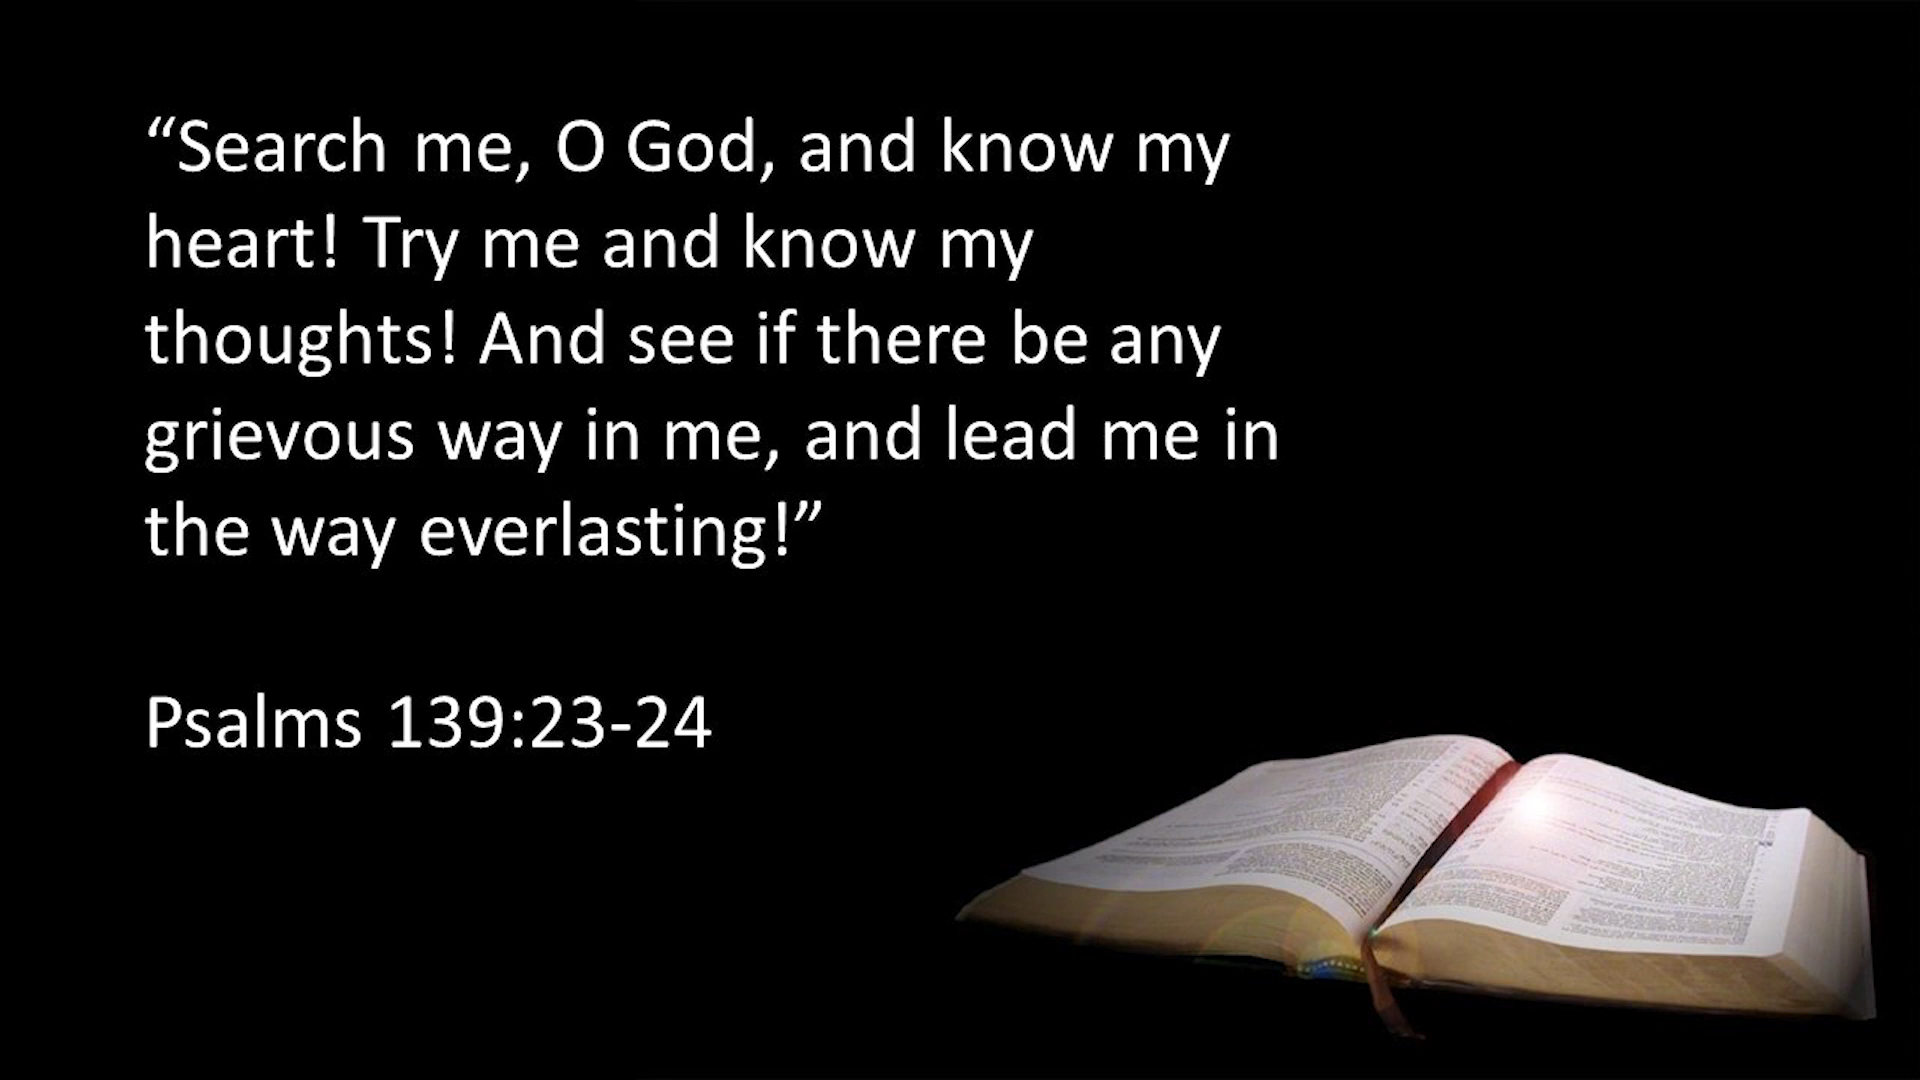 “Search me, O God, and know my
heart! Try me and know my
thoughts! And see if there be any
grievous way in me, and lead me in
the way everlasting!”
Psalms 139:23-24